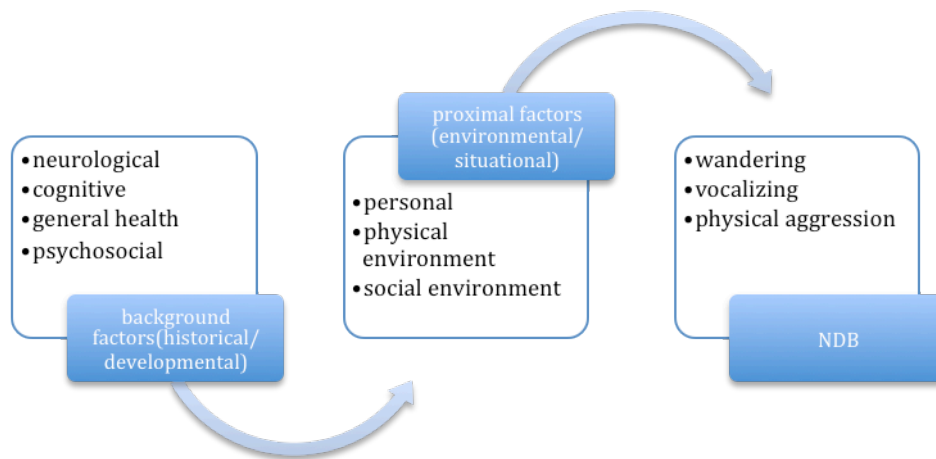 •neurological
•cognitive
•general health
•psychosocial
background
factors(historical/
developmental)
proximal factors
(environmental/
situational)
•personal
•physical
environment
•social environment
•wandering
•vocalizing
•physical aggression
NDB